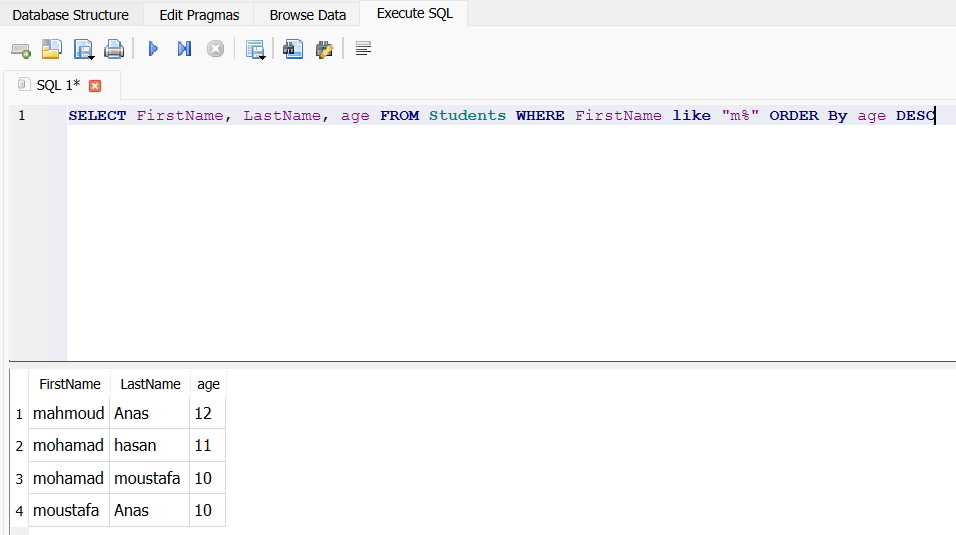 Database Structure Edit Pragmas Browse Data Execute SQL
SQL 1*
1 SELECT FirstName, LastName, age FROM Students WHERE FirstName like "m%" ORDER By age DESC
FirstName LastName age
1 mahmoud Anas 12
2 mohamad hasan 11
3 mohamad moustafa 10
4 moustafa Anas 10